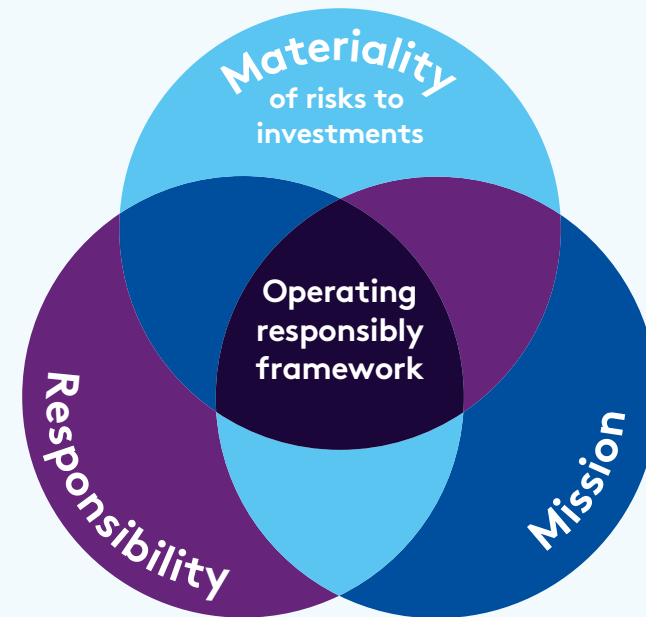 Materiality
of risks to
investments
Operating
responsibly
framework
Responsibility
Mission